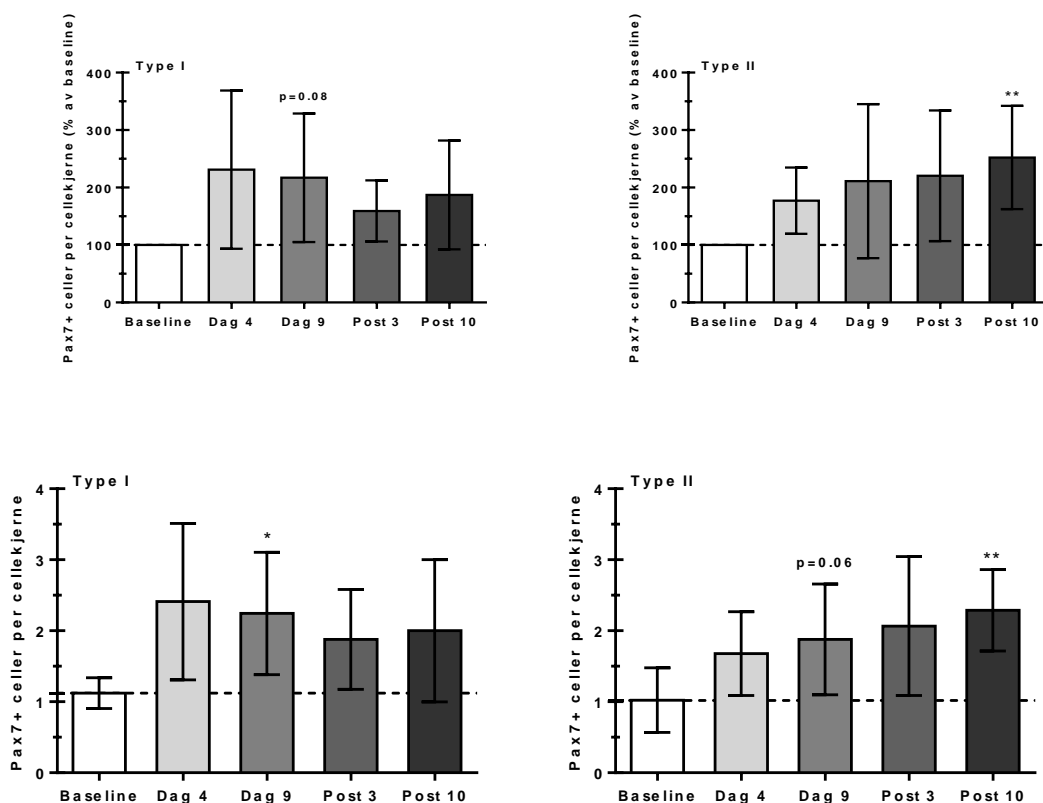 Pax7+ celler per cellekjerne (% av baseline)
Type I
400
300
200
100
0
p=0.08
Baseline Dag 4 Dag 9 Post 3 Post 10
Pax7+ celler per cellekjerne (% av baseline)
Type II
400
300
200
100
0
**
Baseline Dag 4 Dag 9 Post 3 Post 10
Pax7+ celler per cellekjerne
Type I
4
3
2
1
0
*
Baseline Dag 4 Dag 9 Post 3 Post 10
Pax7+ celler per cellekjerne
Type II
4
3
2
1
0
p=0.06
**
Baseline Dag 4 Dag 9 Post 3 Post 10